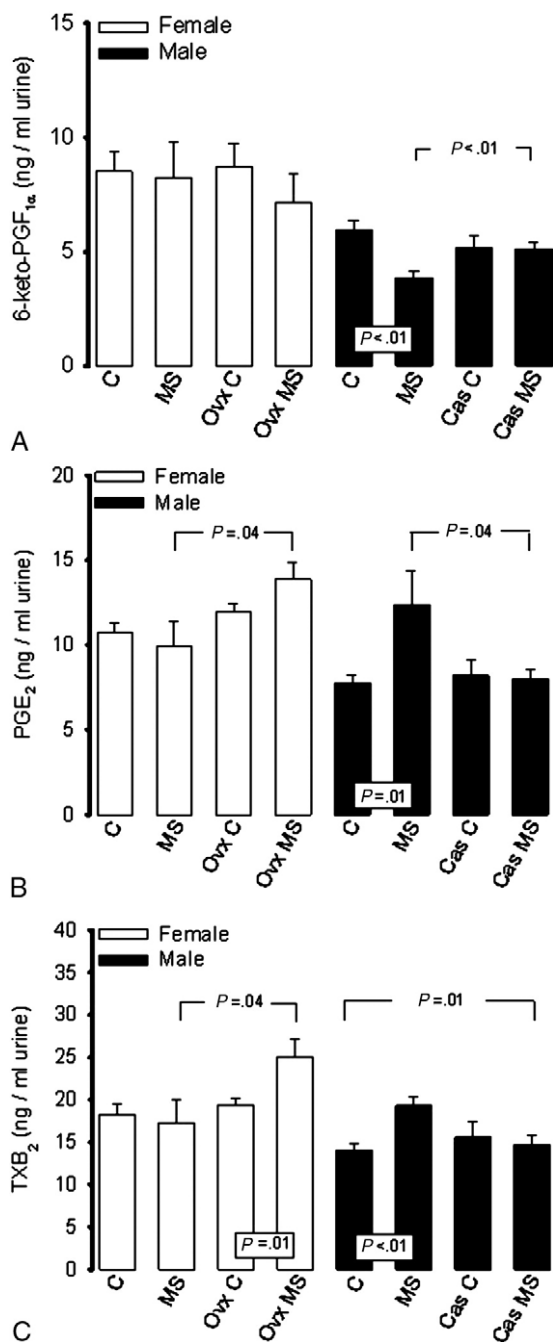 Female
Male
15
10
5
0
6-keto-PGF1α (ng / ml urine)
P<.01
P<.01
C MS Ovx C Ovx MS C MS Cas C Cas MS
A
Female
Male
20
15
10
5
0
PGE2 (ng / ml urine)
P=.04 P=.04
P=.01
C MS Ovx C Ovx MS C MS Cas C Cas MS
B
Female
Male
40
35
30
25
20
15
10
5
0
TXB2 (ng / ml urine)
P=.04 P=.01
P=.01 P<.01
C MS Ovx C Ovx MS C MS Cas C Cas MS
C